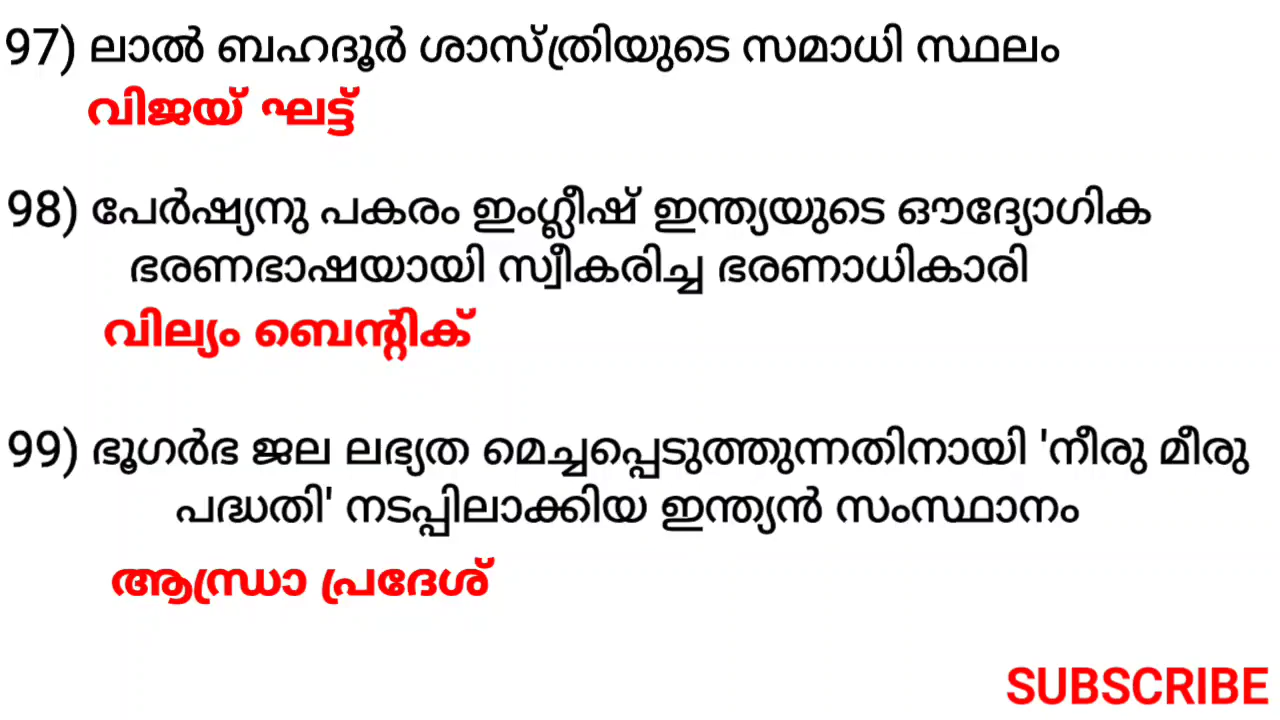 97) ലാൽ ബഹദൂർ ശാസ്ത്രിയുടെ സമാധി സ്ഥലം
വിജയ് ഘട്ട്
98) പേർഷ്യനു പകരം ഇംഗ്ലീഷ് ഇന്ത്യയുടെ ഔദ്യോഗിക
ഭരണഭാഷയായി സ്വീകരിച്ച ഭരണാധികാരി
വില്യം ബെന്റിക്
99) ഭൂഗർഭ ജല ലഭ്യത മെച്ചപ്പെടുത്തുന്നതിനായി 'നീരു മീരു
പദ്ധതി' നടപ്പിലാക്കിയ ഇന്ത്യൻ സംസ്ഥാനം
ആന്ധ്രാ പ്രദേശ്
SUBSCRIBE